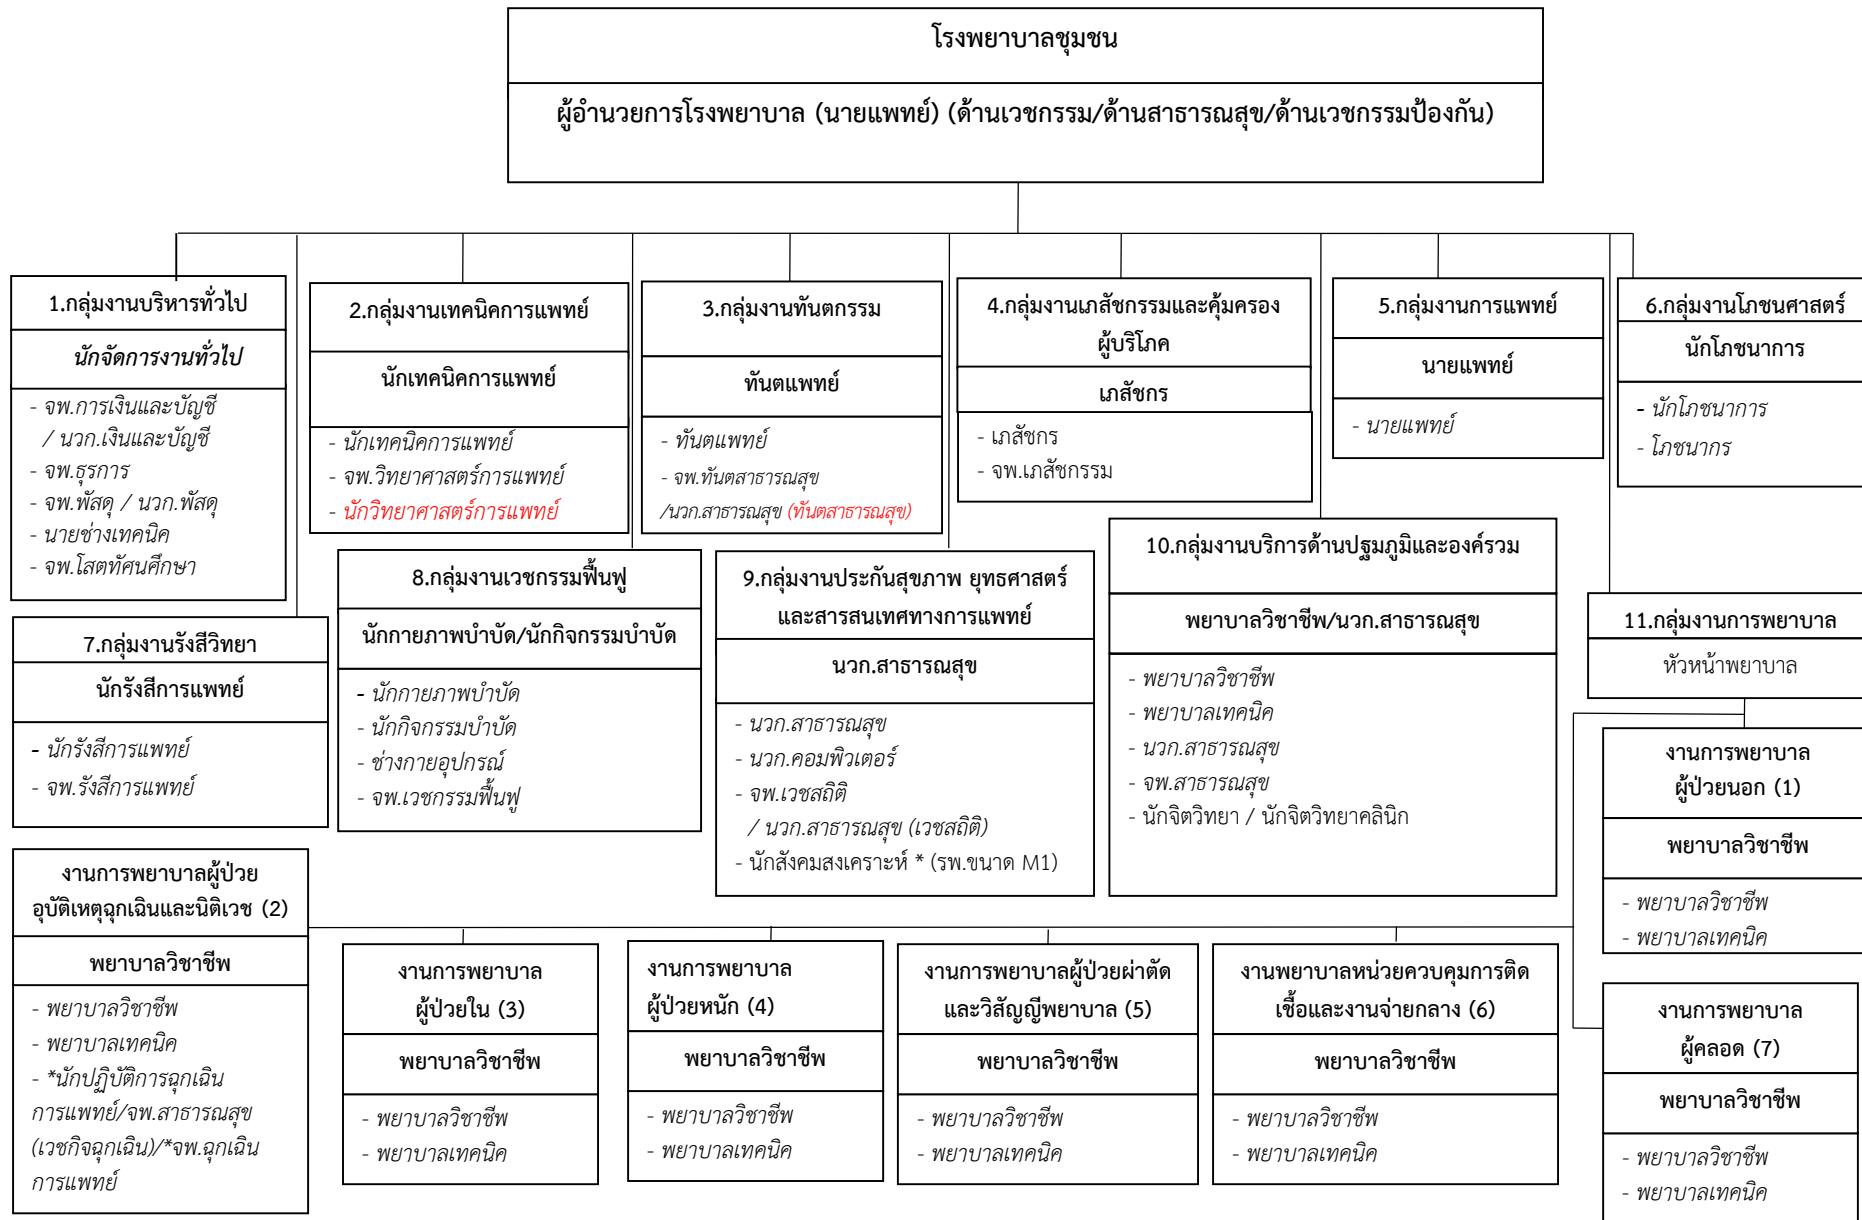 โรงพยาบาลชุมชน
ผู้อำนวยการโรงพยาบาล (นายแพทย์) (ด้านเวชกรรม/ด้านสาธารณสุข/ด้านเวชกรรมป้องกัน)
1.กลุ่มงานบริหารทั่วไป
นักจัดการงานทั่วไป
- จพ.การเงินและบัญชี
/ นวก.เงินและบัญชี
- จพ.ธุรการ
- จพ.พัสดุ / นวก.พัสดุ
- นายช่างเทคนิค
- จพ.โสตทัศนศึกษา
2.กลุ่มงานเทคนิคการแพทย์
นักเทคนิคการแพทย์
- นักเทคนิคการแพทย์
- จพ.วิทยาศาสตร์การแพทย์
- นักวิทยาศาสตร์การแพทย์
3.กลุ่มงานทันตกรรม
ทันตแพทย์
- ทันตแพทย์
- จพ.ทันตสาธารณสุข
/นวก.สาธารณสุข (ทันตสาธารณสุข)
4.กลุ่มงานเภสัชกรรมและคุ้มครอง
ผู้บริโภค
เภสัชกร
- เภสัชกร
- จพ.เภสัชกรรม
5.กลุ่มงานการแพทย์
นายแพทย์
- นายแพทย์
6.กลุ่มงานโภชนศาสตร์
นักโภชนาการ
- นักโภชนาการ
- โภชนากร
7.กลุ่มงานรังสีวิทยา
นักรังสีการแพทย์
- นักรังสีการแพทย์
- จพ.รังสีการแพทย์
8.กลุ่มงานเวชกรรมฟื้นฟู
นักกายภาพบำบัด/นักกิจกรรมบำบัด
- นักกายภาพบำบัด
- นักกิจกรรมบำบัด
- ช่างกายอุปกรณ์
- จพ.เวชกรรมฟื้นฟู
9.กลุ่มงานประกันสุขภาพ ยุทธศาสตร์
และสารสนเทศทางการแพทย์
นวก.สาธารณสุข
- นวก.สาธารณสุข
- นวก.คอมพิวเตอร์
- จพ.เวชสถิติ
/ นวก.สาธารณสุข (เวชสถิติ)
- นักสังคมสงเคราะห์ * (รพ.ขนาด M1)
10.กลุ่มงานบริการด้านปฐมภูมิและองค์รวม
พยาบาลวิชาชีพ/นวก.สาธารณสุข
- พยาบาลวิชาชีพ
- พยาบาลเทคนิค
- นวก.สาธารณสุข
- จพ.สาธารณสุข
- นักจิตวิทยา / นักจิตวิทยาคลินิก
11.กลุ่มงานการพยาบาล
หัวหน้าพยาบาล
งานการพยาบาล
ผู้ป่วยนอก (1)
พยาบาลวิชาชีพ
- พยาบาลวิชาชีพ
- พยาบาลเทคนิค
งานการพยาบาลผู้ป่วย
อุบัติเหตุฉุกเฉินและนิติเวช (2)
พยาบาลวิชาชีพ
- พยาบาลวิชาชีพ
- พยาบาลเทคนิค
- *นักปฏิบัติการฉุกเฉิน
การแพทย์/จพ.สาธารณสุข
(เวชกิจฉุกเฉิน)/*จพ.ฉุกเฉิน
การแพทย์
งานการพยาบาล
ผู้ป่วยใน (3)
พยาบาลวิชาชีพ
- พยาบาลวิชาชีพ
- พยาบาลเทคนิค
งานการพยาบาล
ผู้ป่วยหนัก (4)
พยาบาลวิชาชีพ
- พยาบาลวิชาชีพ
- พยาบาลเทคนิค
งานการพยาบาลผู้ป่วยผ่าตัด
และวิสัญญีพยาบาล (5)
พยาบาลวิชาชีพ
- พยาบาลวิชาชีพ
- พยาบาลเทคนิค
งานพยาบาลหน่วยควบคุมการติด
เชื้อและงานจ่ายกลาง (6)
พยาบาลวิชาชีพ
- พยาบาลวิชาชีพ
- พยาบาลเทคนิค
งานการพยาบาล
ผู้คลอด (7)
พยาบาลวิชาชีพ
- พยาบาลวิชาชีพ
- พยาบาลเทคนิค